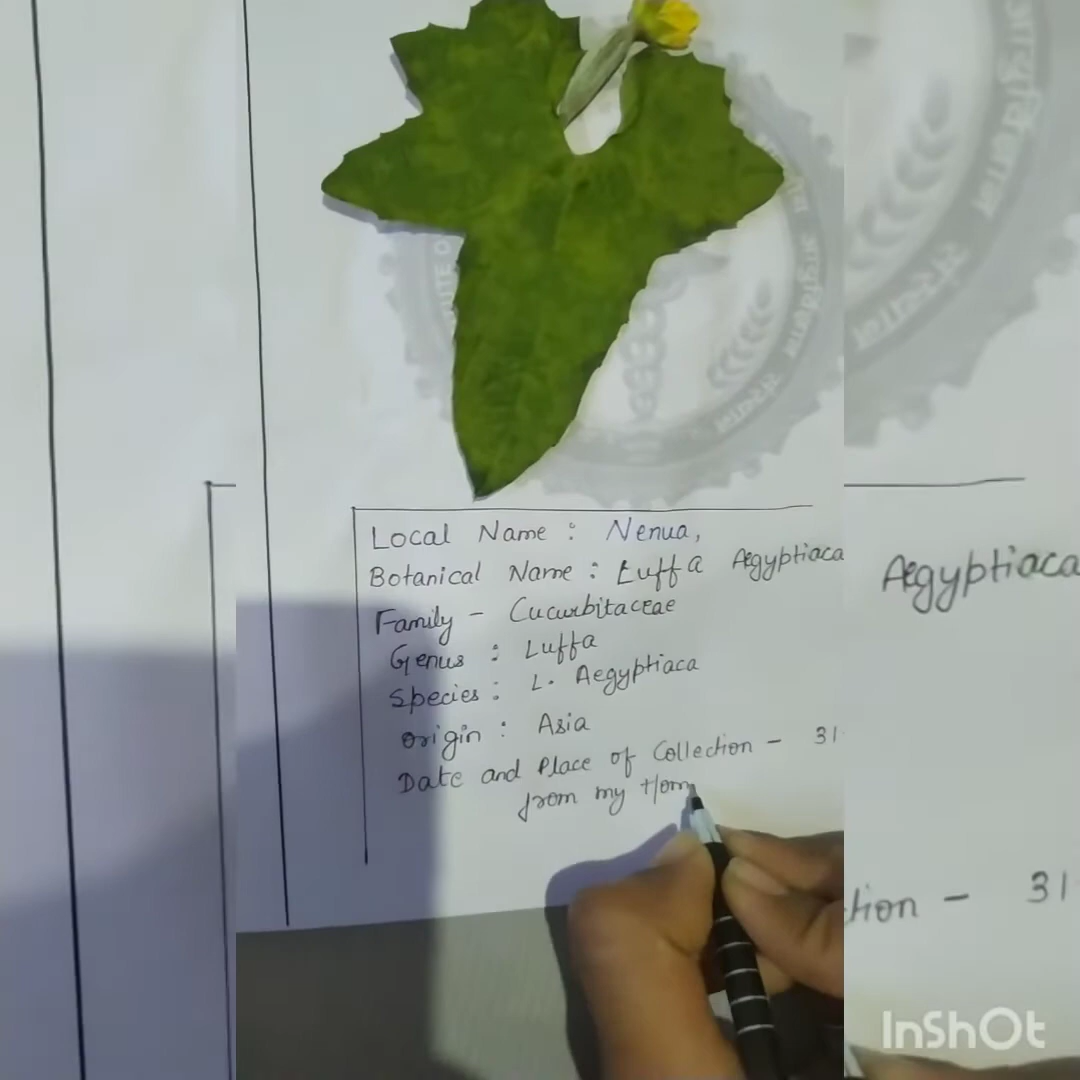 संस्थान
आयुर्विज्ञान
Local Name : Nenua,
Botanical Name : Luffa Aegyptiaca
Family - Cucurbitaceae
Genus : Luffa
Species : L. Aegyptiaca
Origin : Asia
Date and Place of Collection - 31
from my Hom
Aegyptiaca
tion - 31
InShOt